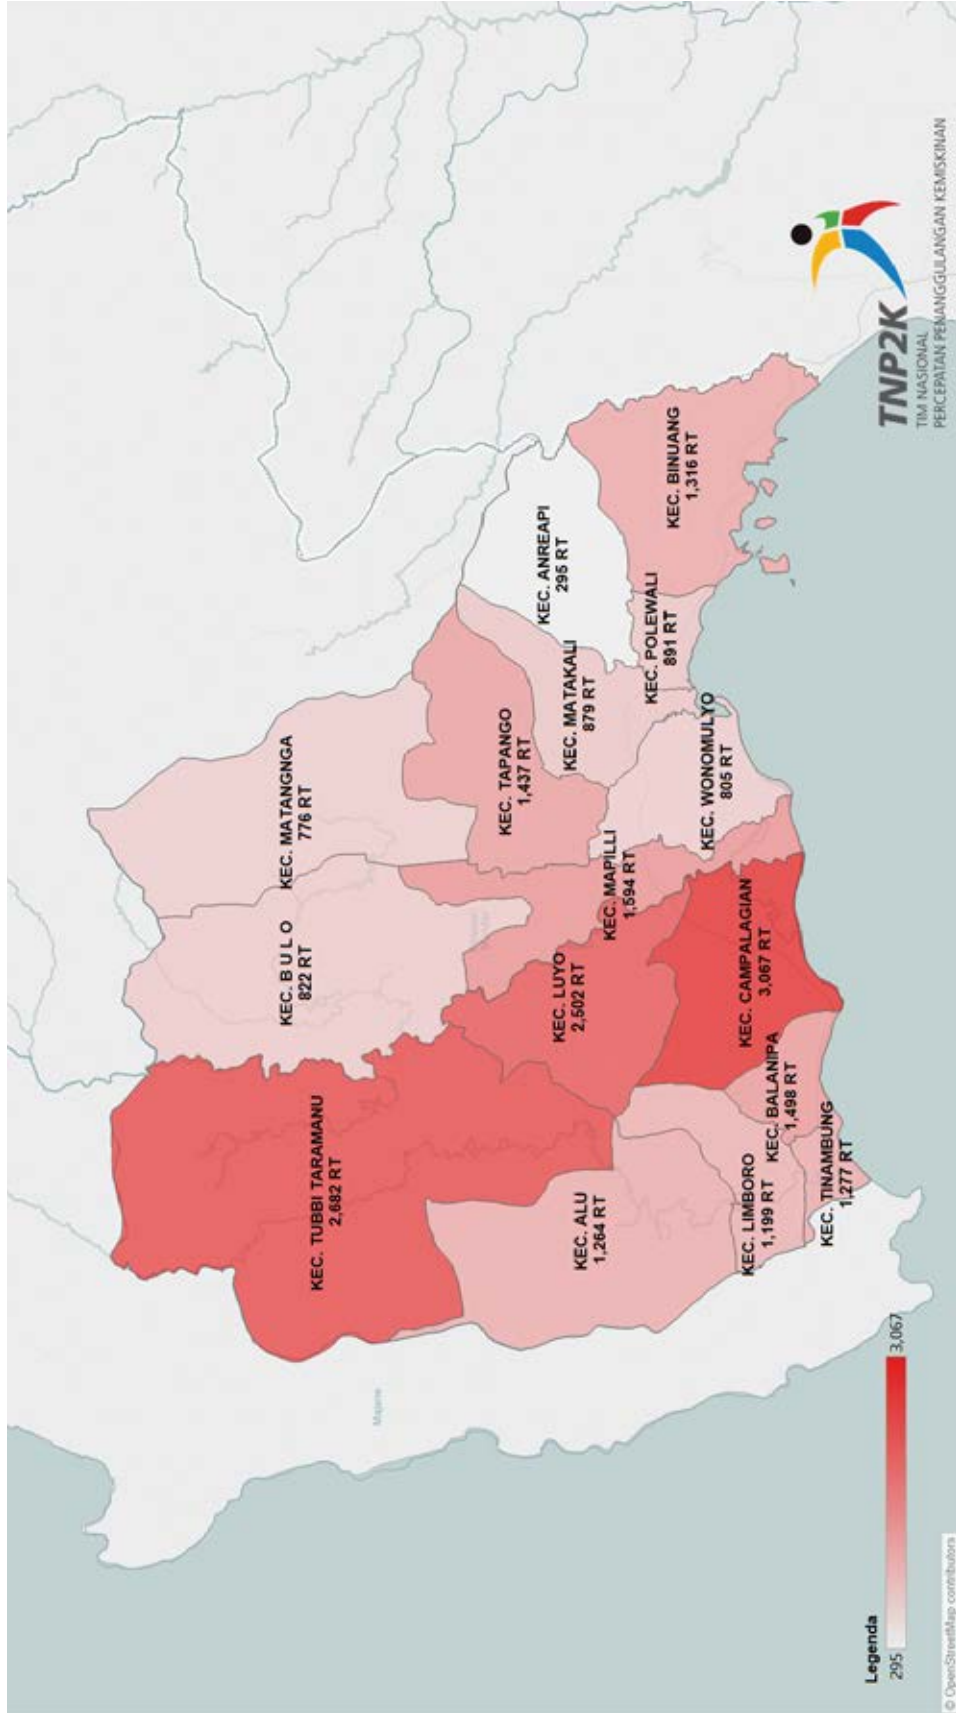 KEC. TUBBI TARAMANU
2,682 RT
KEC. B U L O
822 RT
KEC. MATANGNGA
776 RT
KEC. ALU
1,264 RT
KEC. LUYO
2,502 RT
KEC. MAPILLI
1,594 RT
KEC. TAPANGO
1,437 RT
KEC. MATAKALI
879 RT
KEC. ANREAPI
295 RT
KEC. LIMBORO
1,199 RT
KEC. BALANIPA
1,498 RT
KEC. CAMPALAGIAN
3,067 RT
KEC. WONOMULYO
805 RT
KEC. POLEWALI
891 RT
KEC. BINUANG
1,316 RT
KEC. TINAMBUNG
1,277 RT
Majene
Legenda
295
3,067
TNP2K
TIM NASIONAL
PERCEPATAN PENANGGULANGAN KEMISKINAN
© OpenStreetMap contributors